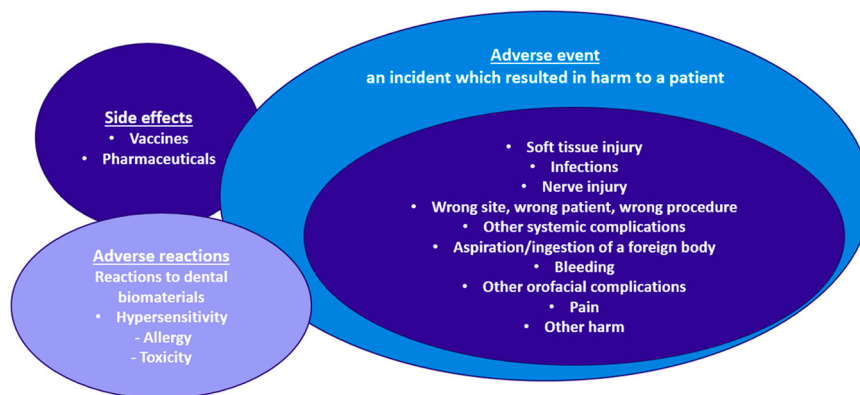 Adverse event
an incident which resulted in harm to a patient
Side effects
• Vaccines
• Pharmaceuticals
• Soft tissue injury
• Infections
• Nerve injury
• Wrong site, wrong patient, wrong procedure
• Other systemic complications
• Aspiration/ingestion of a foreign body
• Bleeding
• Other orofacial complications
• Pain
• Other harm
Adverse reactions
Reactions to dental
biomaterials
• Hypersensitivity
- Allergy
- Toxicity